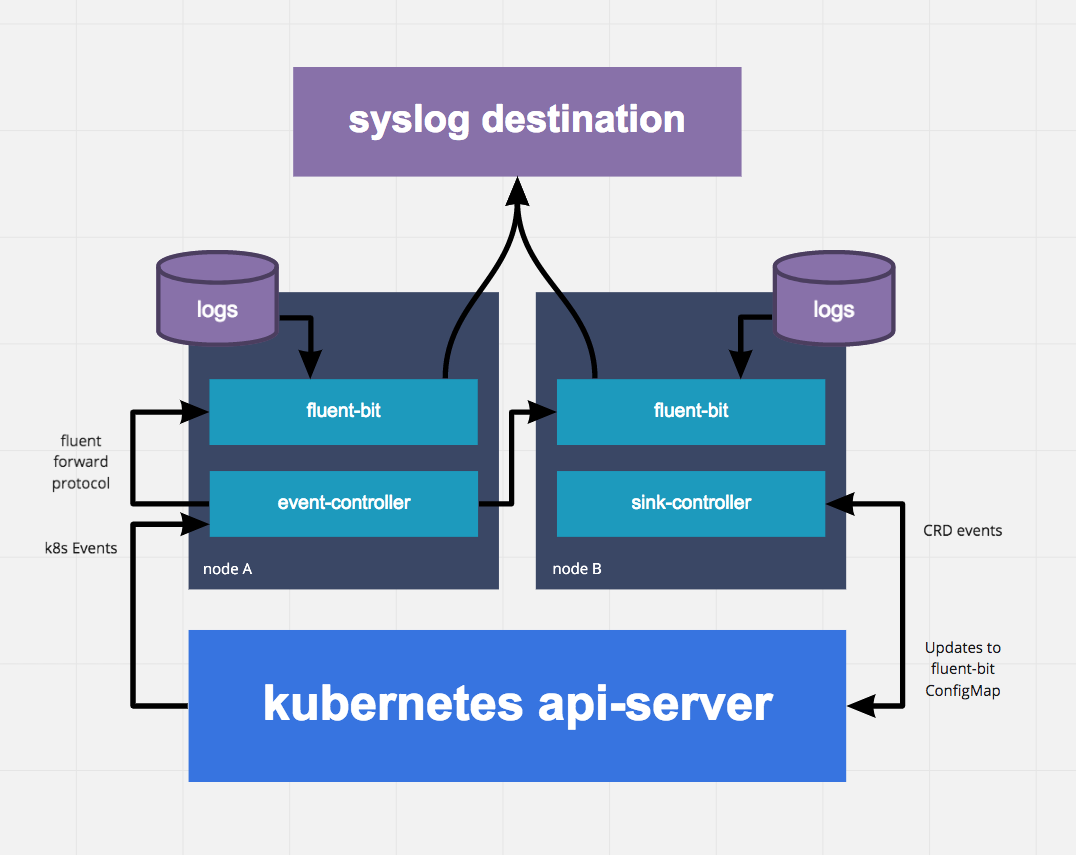 syslog destination
logs
logs
fluent-bit
fluent-bit
fluent
forward
protocol
event-controller
sink-controller
k8s Events
CRD events
node A
node B
Updates to
fluent-bit
ConfigMap
kubernetes api-server